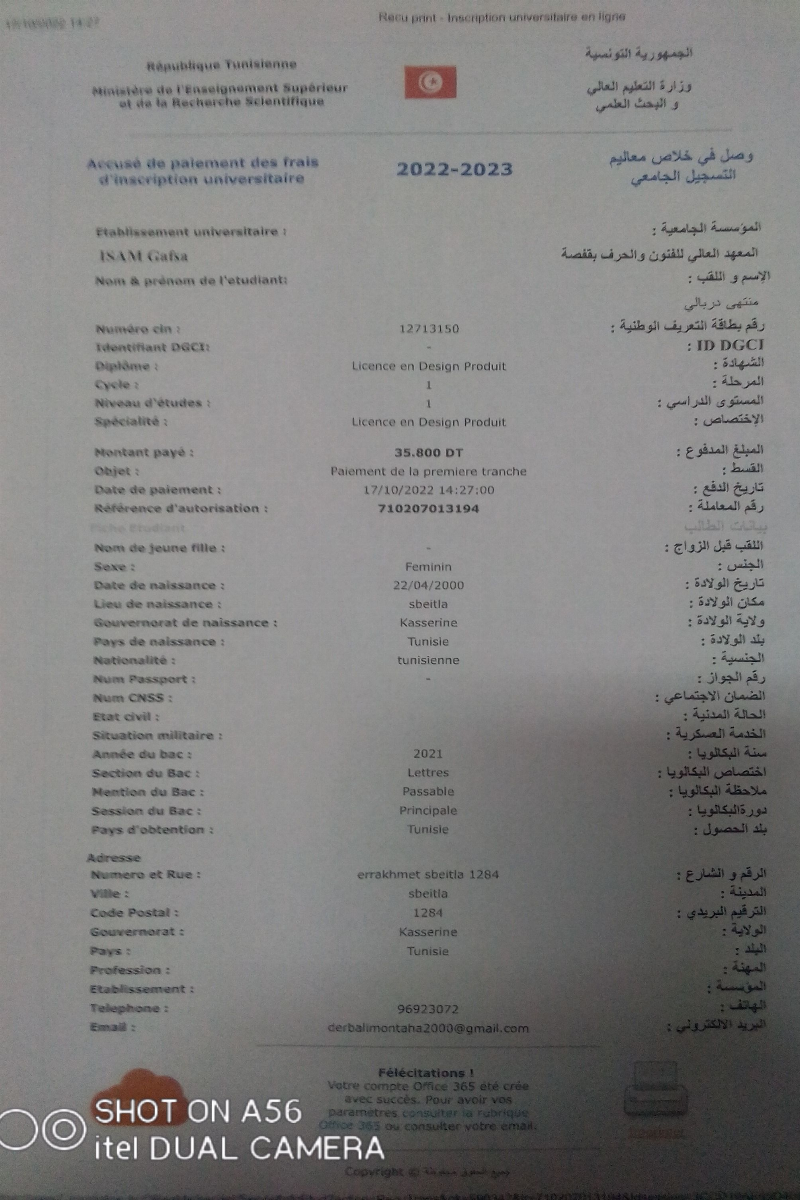 17/10/2022 14:27
Recu print - Inscription universitaire en ligne
République Tunisienne
الجمهورية التونسية
Ministère de l'Enseignement Supérieur
et de la Recherche Scientifique
وزارة التعليم العالي
و البحث العلمي
Accusé de paiement des frais
d'inscription universitaire
2022-2023
وصل في خلاص معاليم
التسجيل الجامعي
Etablissement universitaire : المؤسسة الجامعية :
ISAM Gafsa المعهد العالي للفنون والحرف بقفصة
Nom & prénom de l'etudiant: الإسم و اللقب :
منتهى دربالي
Numéro cin : 12713150 رقم بطاقة التعريف الوطنية :
Identifiant DGCI: - ID DGCI :
Diplôme : Licence en Design Produit الشهادة :
Cycle : 1 المرحلة :
Niveau d'études : 1 المستوى الدراسي :
Spécialité : Licence en Design Produit الإختصاص :
Montant payé : 35.800 DT المبلغ المدفوع :
Objet : Paiement de la premiere tranche القسط :
Date de paiement : 17/10/2022 14:27:00 تاريخ الدفع :
Référence d'autorisation : 710207013194 رقم المعاملة :
Fiche Etudiant بيانات الطالب
Nom de jeune fille : - اللقب قبل الزواج :
Sexe : Feminin الجنس :
Date de naissance : 22/04/2000 تاريخ الولادة :
Lieu de naissance : sbeitla مكان الولادة :
Gouvernorat de naissance : Kasserine ولاية الولادة :
Pays de naissance : Tunisie بلد الولادة :
Nationalité : tunisienne الجنسية :
Num Passport : - رقم الجواز :
Num CNSS : الضمان الاجتماعي :
Etat civil : الحالة المدنية :
Situation militaire : الخدمة العسكرية :
Année du bac : 2021 سنة البكالويا :
Section du Bac : Lettres اختصاص البكالويا :
Mention du Bac : Passable ملاحظة البكالويا :
Session du Bac : Principale دورةالبكالويا :
Pays d'obtention : Tunisie بلد الحصول :
Adresse
Numero et Rue : errakhmet sbeitla 1284 الرقم و الشارع :
Ville : sbeitla المدينة :
Code Postal : 1284 الترقيم البريدي :
Gouvernorat : Kasserine الولاية :
Pays : Tunisie البلد :
Profession : المهنة :
Etablissement : المؤسسة :
Telephone : 96923072 الهاتف :
Email : derbalimontaha2000@gmail.com البريد الالكتروني :
Félécitations !
Votre compte Office 365 été crée
avec succès. Pour avoir vos
paramétres consulter la rubrique
Office 365 ou consulter votre email.
SHOT ON A56
itel DUAL CAMERA
Copyright © جميع الحقوق محفوظة